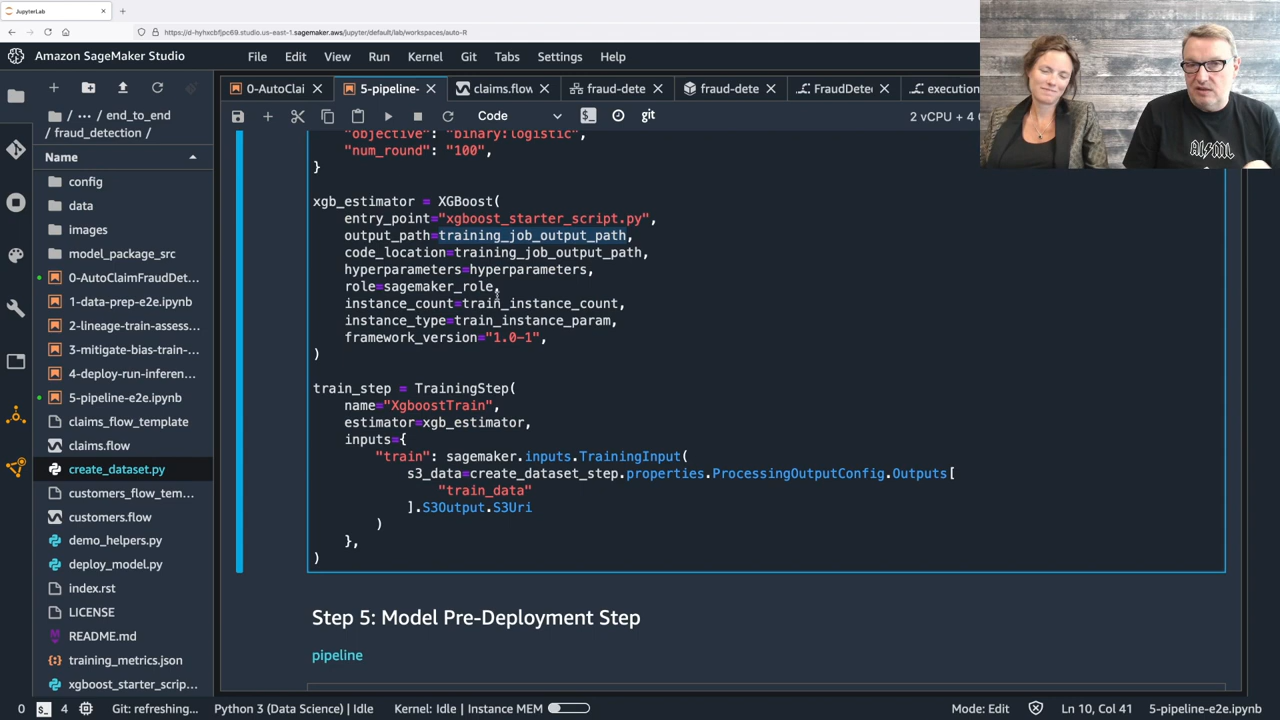 JupyterLab
https://d-hyhxcbfjpc69.studio.us-east-1.sagemaker.aws/jupyter/default/lab/workspaces/auto-R
Amazon SageMaker Studio
File Edit View Run Kernel Git Tabs Settings Help
0-AutoClai
5-pipeline-
fraud-dete
fraud-dete
FraudDete
execution
Code
git
2 vCPU + 4
/ ··· / end_to_end
/ fraud_detection /
Name
config
data
images
model_package_src
0-AutoClaimFraudDet...
1-data-prep-e2e.ipynb
2-lineage-train-assess...
3-mitigate-bias-train-...
4-deploy-run-inferen...
5-pipeline-e2e.ipynb
claims_flow_template
claims.flow
create_dataset.py
customers_flow_tem...
customers.flow
demo_helpers.py
deploy_model.py
index.rst
LICENSE
README.md
training_metrics.json
xgboost_starter_scrip...
"objective": "binary:logistic",
"num_round": "100",
}
xgb_estimator = XGBoost(
entry_point="xgboost_starter_script.py",
output_path=training_job_output_path,
code_location=training_job_output_path,
hyperparameters=hyperparameters,
role=sagemaker_role,
instance_count=train_instance_count,
instance_type=train_instance_param,
framework_version="1.0-1",
)
train_step = TrainingStep(
name="XgboostTrain",
estimator=xgb_estimator,
inputs={
"train": sagemaker.inputs.TrainingInput(
s3_data=create_dataset_step.properties.ProcessingOutputConfig.Outputs[
"train_data"
].S3Output.S3Uri
)
},
)
Step 5: Model Pre-Deployment Step
pipeline
AI/ML
0
4
Git: refreshing...
Python 3 (Data Science) | Idle
Kernel: Idle | Instance MEM
Mode: Edit
Ln 10, Col 41
5-pipeline-e2e.ipynb